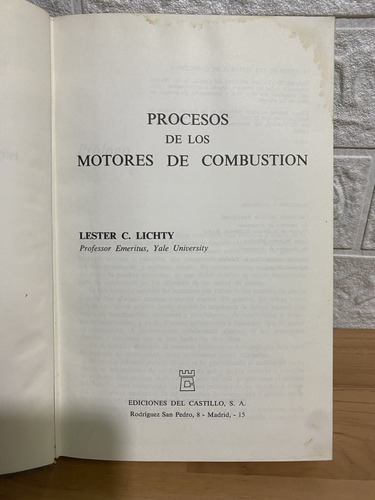 PROCESOS
DE LOS
MOTORES DE COMBUSTION
LESTER C. LICHTY
Professor Emeritus, Yale University
EDICIONES DEL CASTILLO, S. A.
Rodríguez San Pedro, 8 - Madrid, - 15